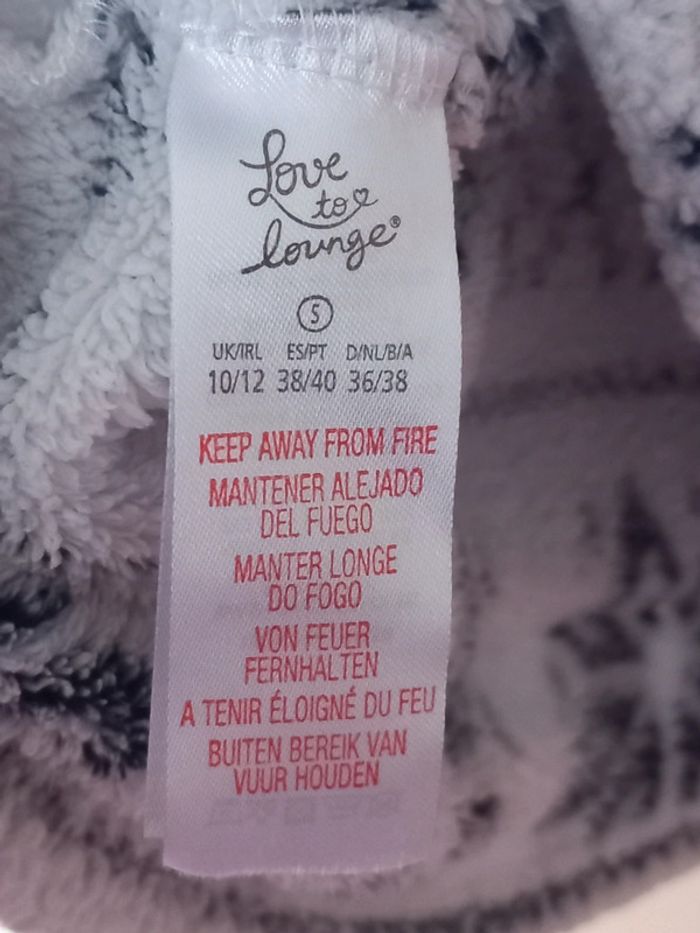 Love
to
lounge®
S
UK/IRL ES/PT D/NL/B/A
10/12 38/40 36/38
KEEP AWAY FROM FIRE
MANTENER ALEJADO
DEL FUEGO
MANTER LONGE
DO FOGO
VON FEUER
FERNHALTEN
A TENIR ÉLOIGNÉ DU FEU
BUITEN BEREIK VAN
VUUR HOUDEN